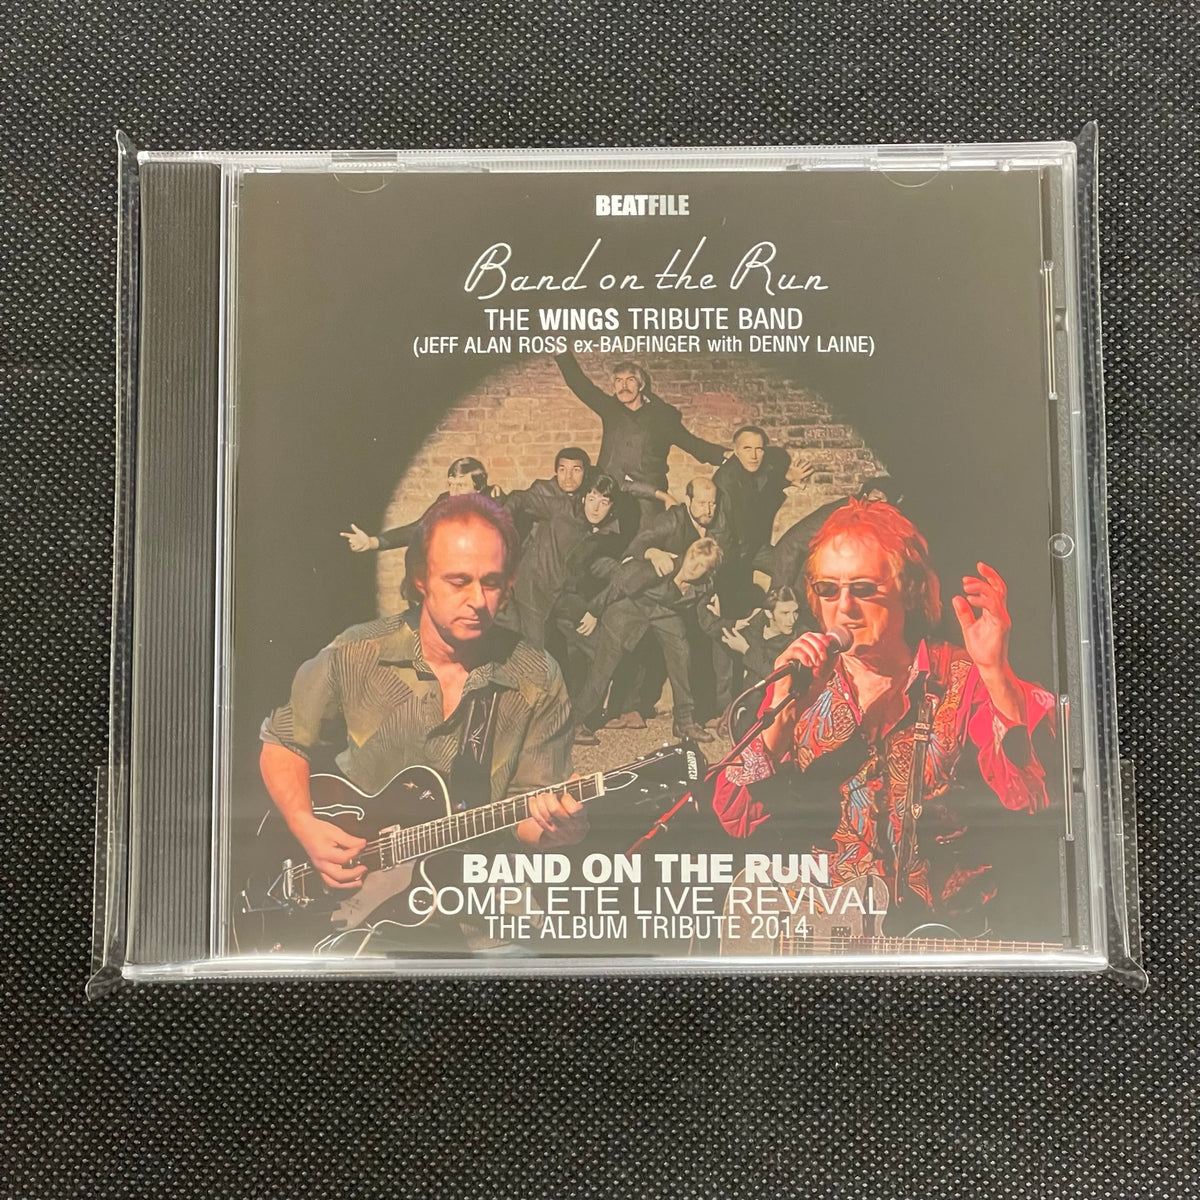 BEATFILE
Band on the Run
THE WINGS TRIBUTE BAND
(JEFF ALAN ROSS ex-BADFINGER with DENNY LAINE)
GRETSCH
BAND ON THE RUN
COMPLETE LIVE REVIVAL
THE ALBUM TRIBUTE 2014